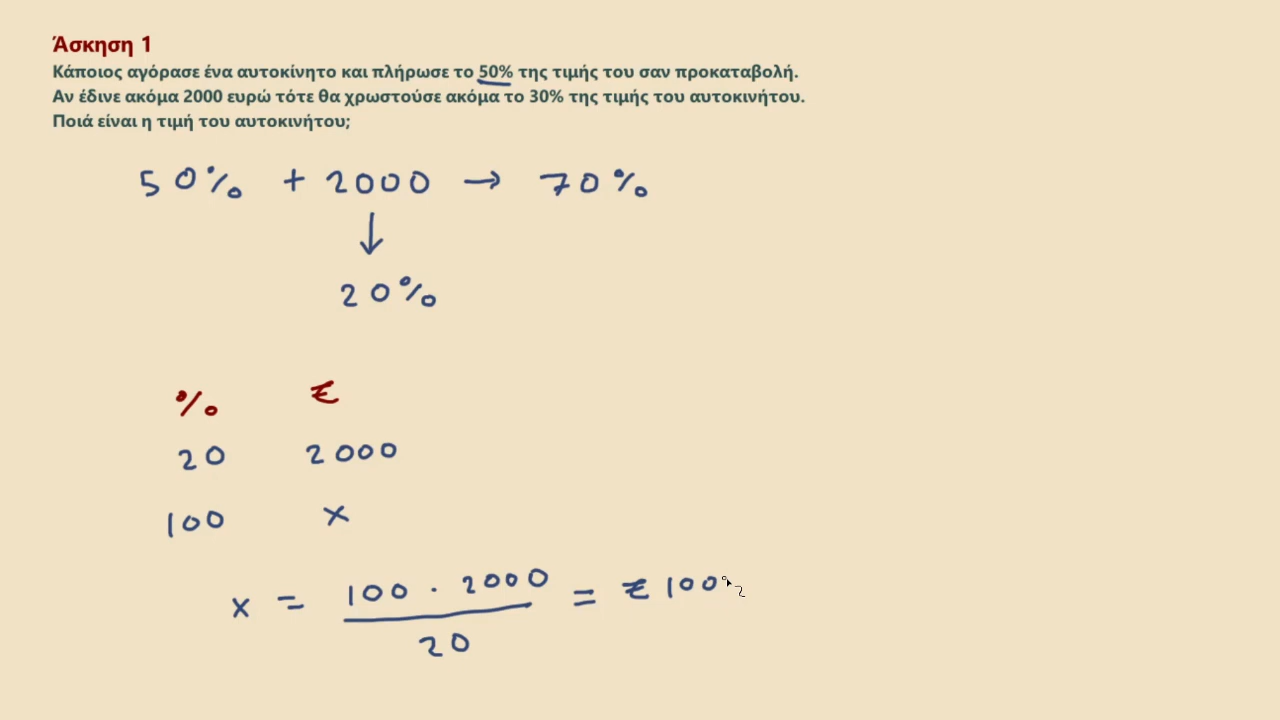 Άσκηση 1
Κάποιος αγόρασε ένα αυτοκίνητο και πλήρωσε το 50% της τιμής του σαν προκαταβολή.
Αν έδινε ακόμα 2000 ευρώ τότε θα χρωστούσε ακόμα το 30% της τιμής του αυτοκινήτου.
Ποιά είναι η τιμή του αυτοκινήτου;
50% + 2000 → 70%
↓
20%
% €
20 2000
100 x
x = 100 · 2000 / 20 = € 100